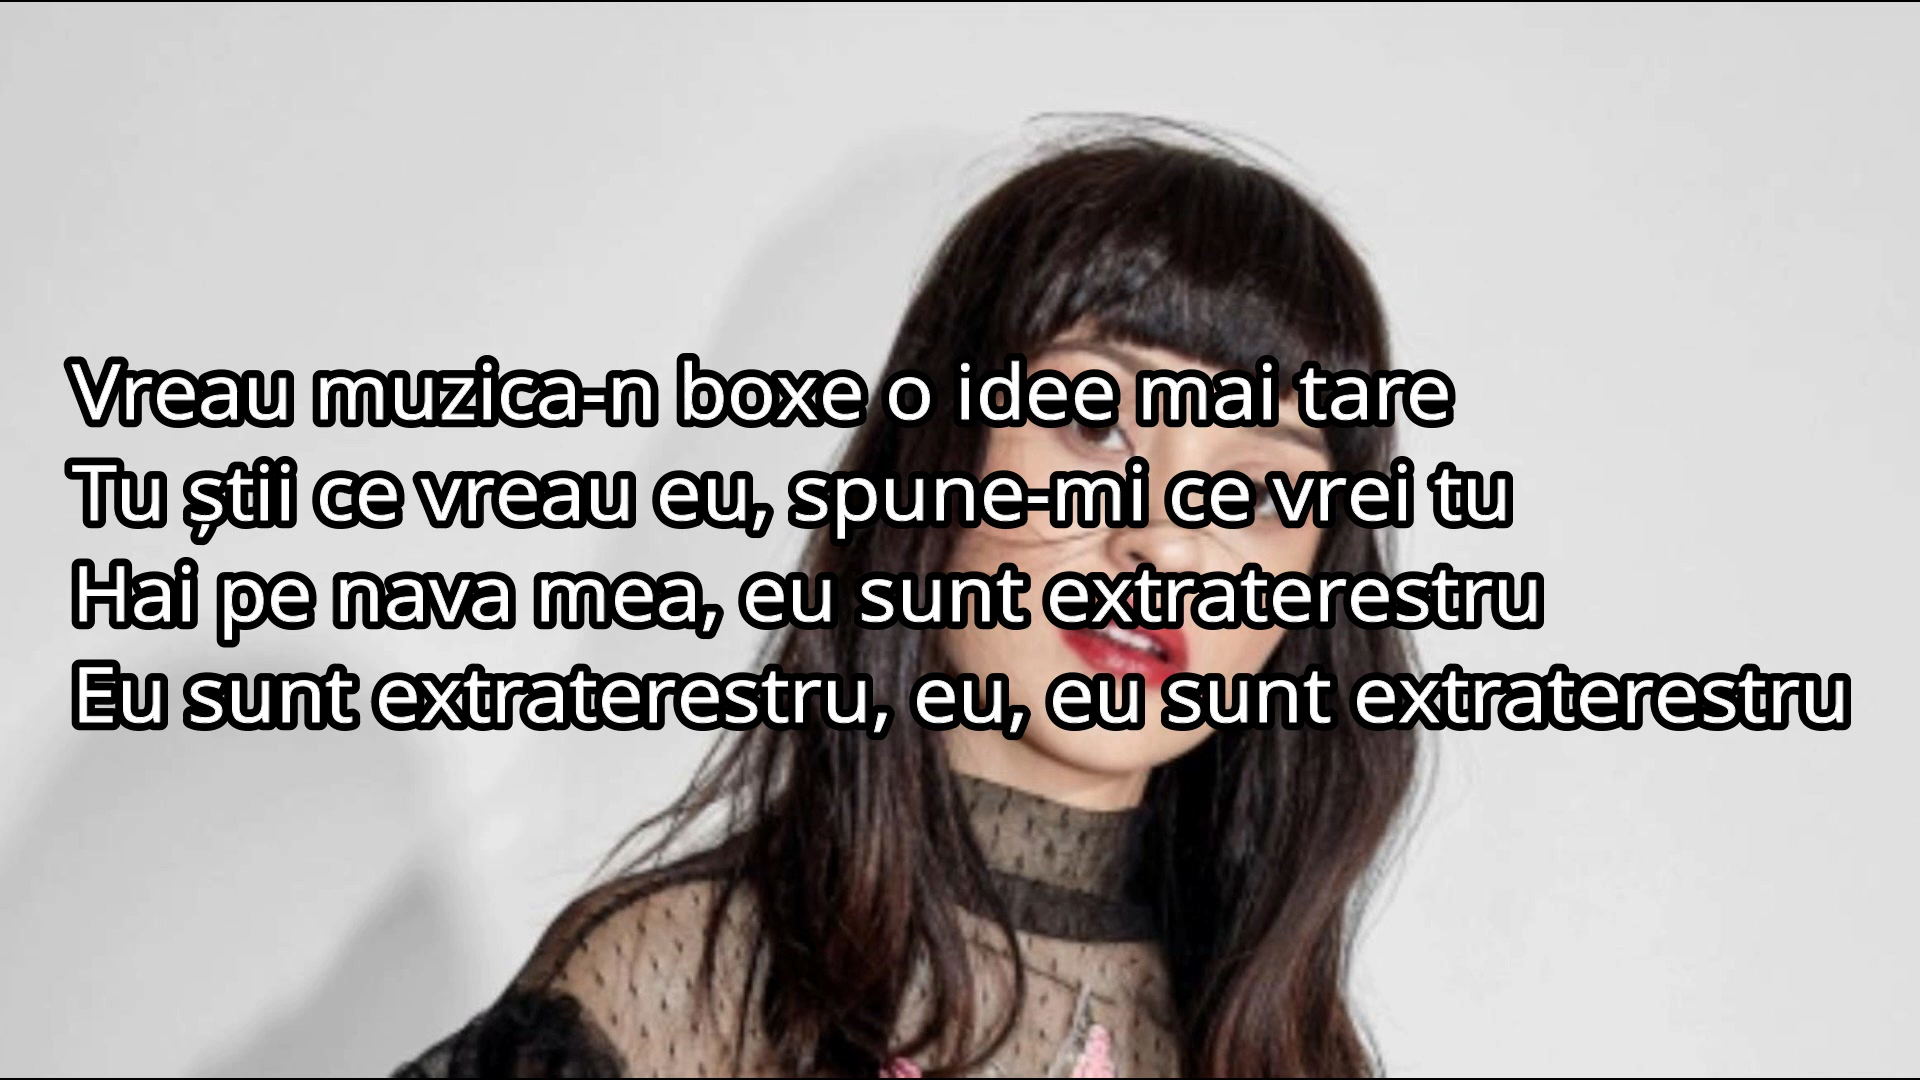 Vreau muzica-n boxe o idee mai tare
Tu știi ce vreau eu, spune-mi ce vrei tu
Hai pe nava mea, eu sunt extraterestru
Eu sunt extraterestru, eu, eu sunt extraterestru